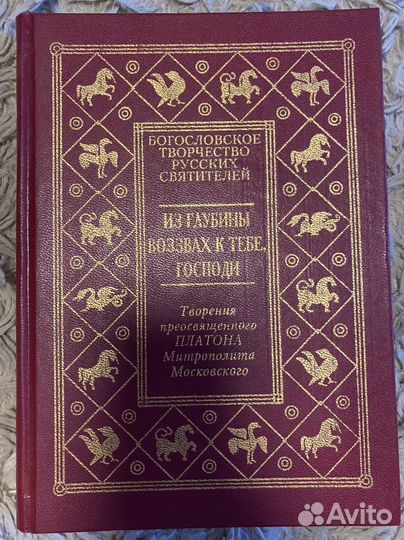 БОГОСЛОВСКОЕ
ТВОРЧЕСТВО
РУССКИХ
СВЯТИТЕЛЕЙ
ИЗ ГЛУБИНЫ
ВОЗЗВАХ К ТЕБЕ,
ГОСПОДИ
Творения
преосвященного
ПЛАТОНА
Митрополита
Московского
Avito